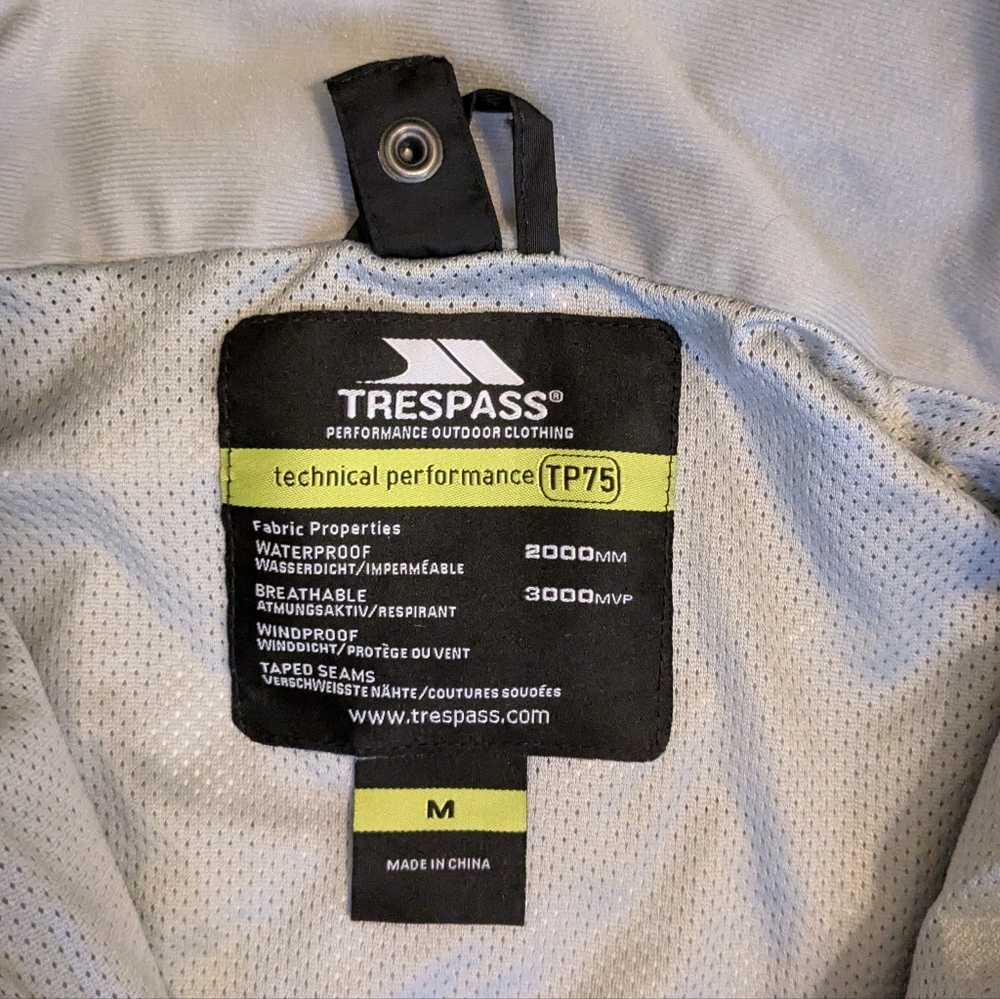 TRESPASS®
PERFORMANCE OUTDOOR CLOTHING
technical performance TP75
Fabric Properties
WATERPROOF 2000MM
WASSERDICHT/IMPERMÉABLE
BREATHABLE 3000MVP
ATMUNGSAKTIV/RESPIRANT
WINDPROOF
WINDDICHT/PROTÈGE DU VENT
TAPED SEAMS
VERSCHWEISSTE NÄHTE/COUTURES SOUDÉES
www.trespass.com
M
MADE IN CHINA